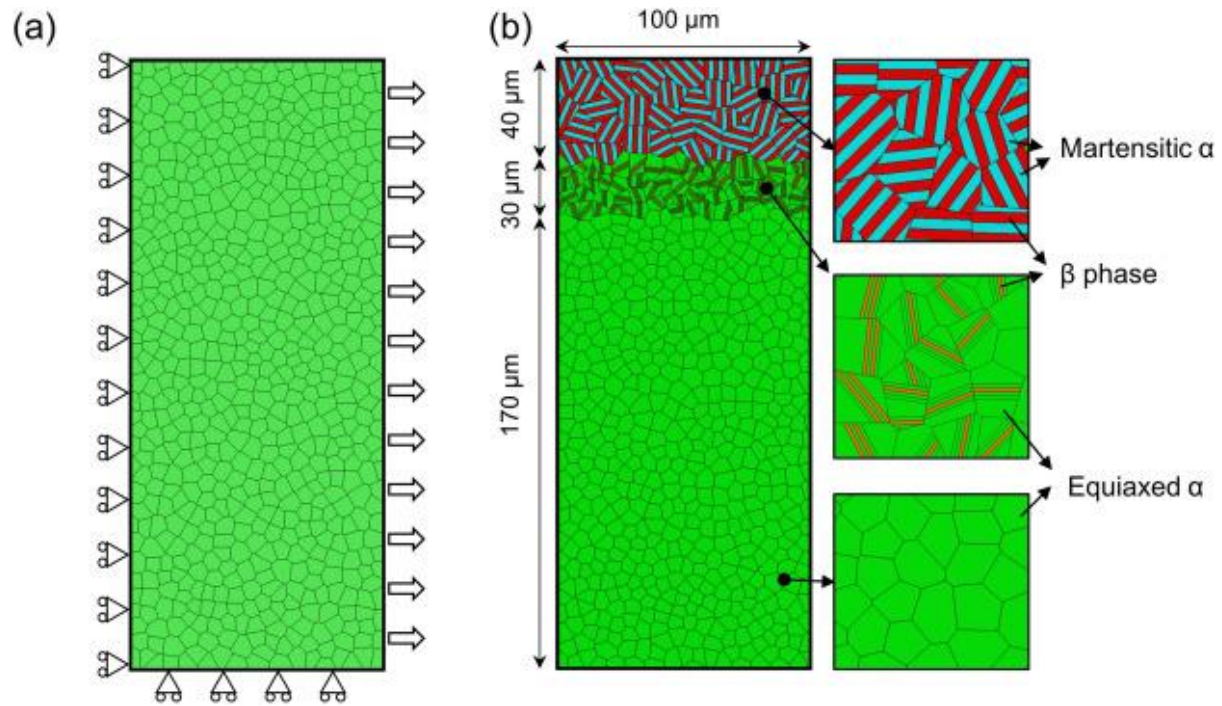 (a)
(b)
100 μm
40 μm
30 μm
170 μm
Martensitic α
β phase
Equiaxed α